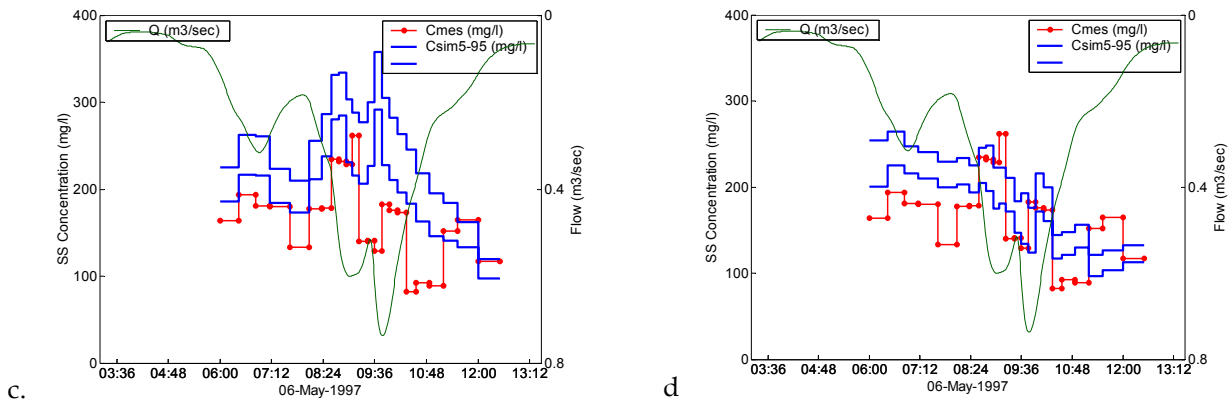 400
300
200
100
0
SS Concentration (mg/l)
Q (m3/sec)
Cmes (mg/l)
Csim5-95 (mg/l)
0
0.4
0.8
Flow (m3/sec)
03:36 04:48 06:00 07:12 08:24 09:36 10:48 12:00 13:12
06-May-1997
c.
400
300
200
100
0
SS Concentration (mg/l)
Q (m3/sec)
Cmes (mg/l)
Csim5-95 (mg/l)
0
0.4
0.8
Flow (m3/sec)
03:36 04:48 06:00 07:12 08:24 09:36 10:48 12:00 13:12
06-May-1997
d